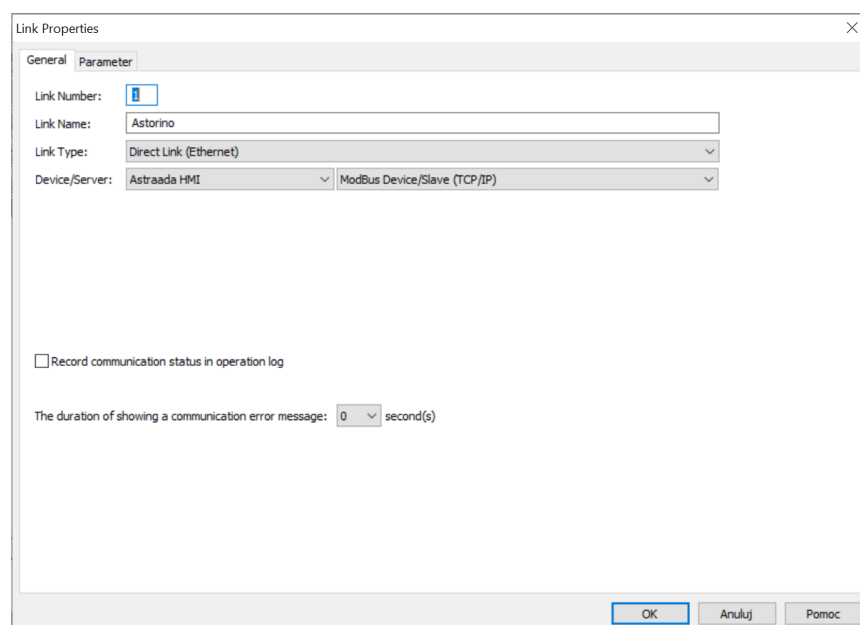 Link Properties
General Parameter
Link Number: 1
Link Name: Astorino
Link Type: Direct Link (Ethernet)
Device/Server: Astraada HMI ModBus Device/Slave (TCP/IP)
Record communication status in operation log
The duration of showing a communication error message: 0 second(s)
OK Anuluj Pomoc